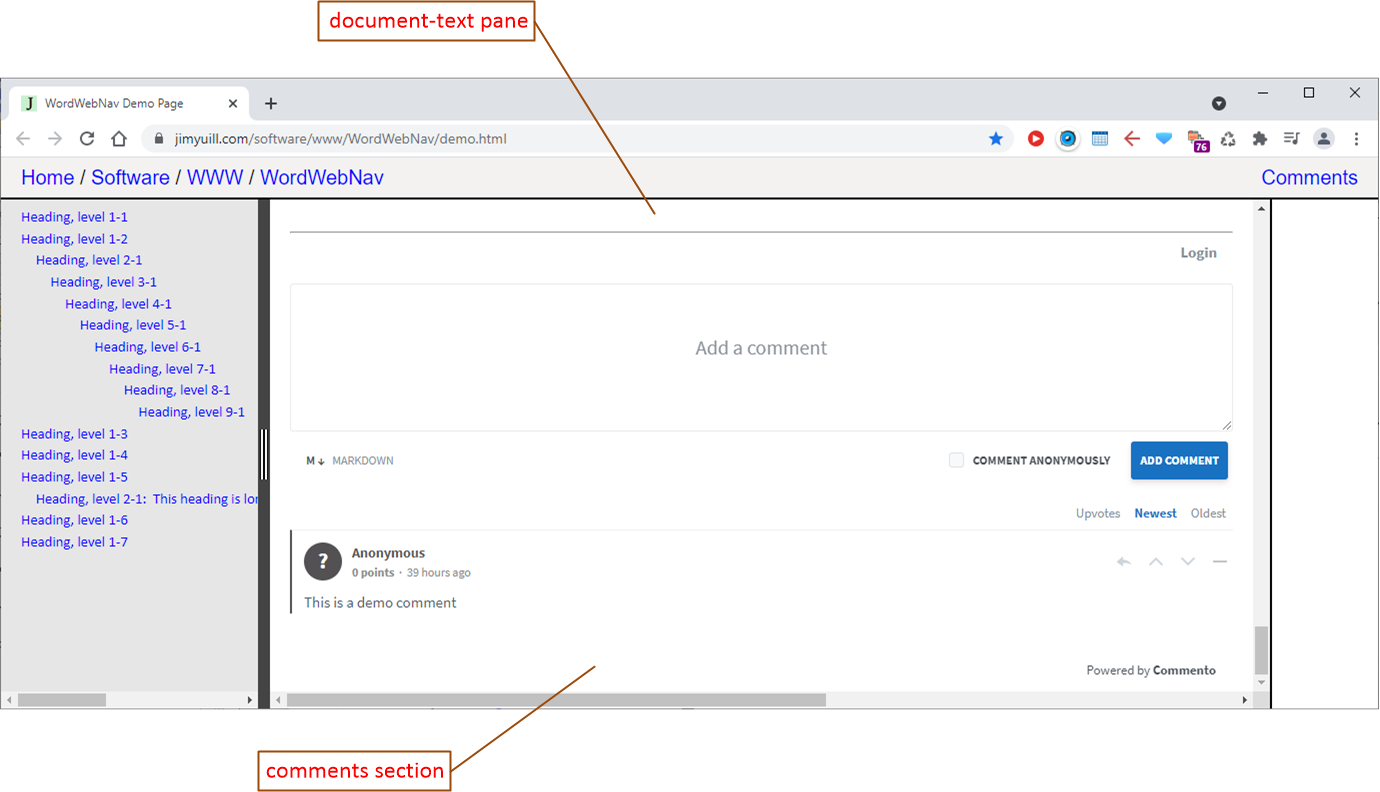 document-text pane
J WordWebNav Demo Page
jimyuill.com/software/www/WordWebNav/demo.html
76
Home / Software / WWW / WordWebNav
Comments
Heading, level 1-1
Heading, level 1-2
Heading, level 2-1
Heading, level 3-1
Heading, level 4-1
Heading, level 5-1
Heading, level 6-1
Heading, level 7-1
Heading, level 8-1
Heading, level 9-1
Heading, level 1-3
Heading, level 1-4
Heading, level 1-5
Heading, level 2-1: This heading is lon
Heading, level 1-6
Heading, level 1-7
Login
Add a comment
M↓ MARKDOWN
COMMENT ANONYMOUSLY
ADD COMMENT
Upvotes Newest Oldest
? Anonymous
0 points · 39 hours ago
This is a demo comment
Powered by Commento
comments section